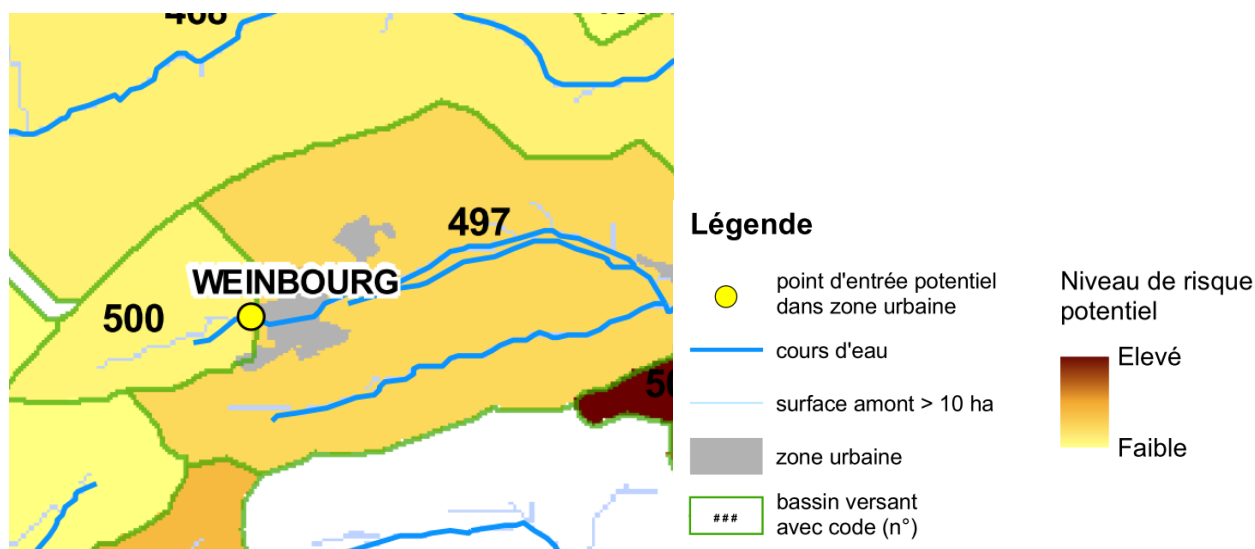 468
497
WEINBOURG
500
Légende
point d'entrée potentiel
dans zone urbaine
cours d'eau
surface amont > 10 ha
zone urbaine
###
bassin versant
avec code (n°)
Niveau de risque
potentiel
Elevé
Faible